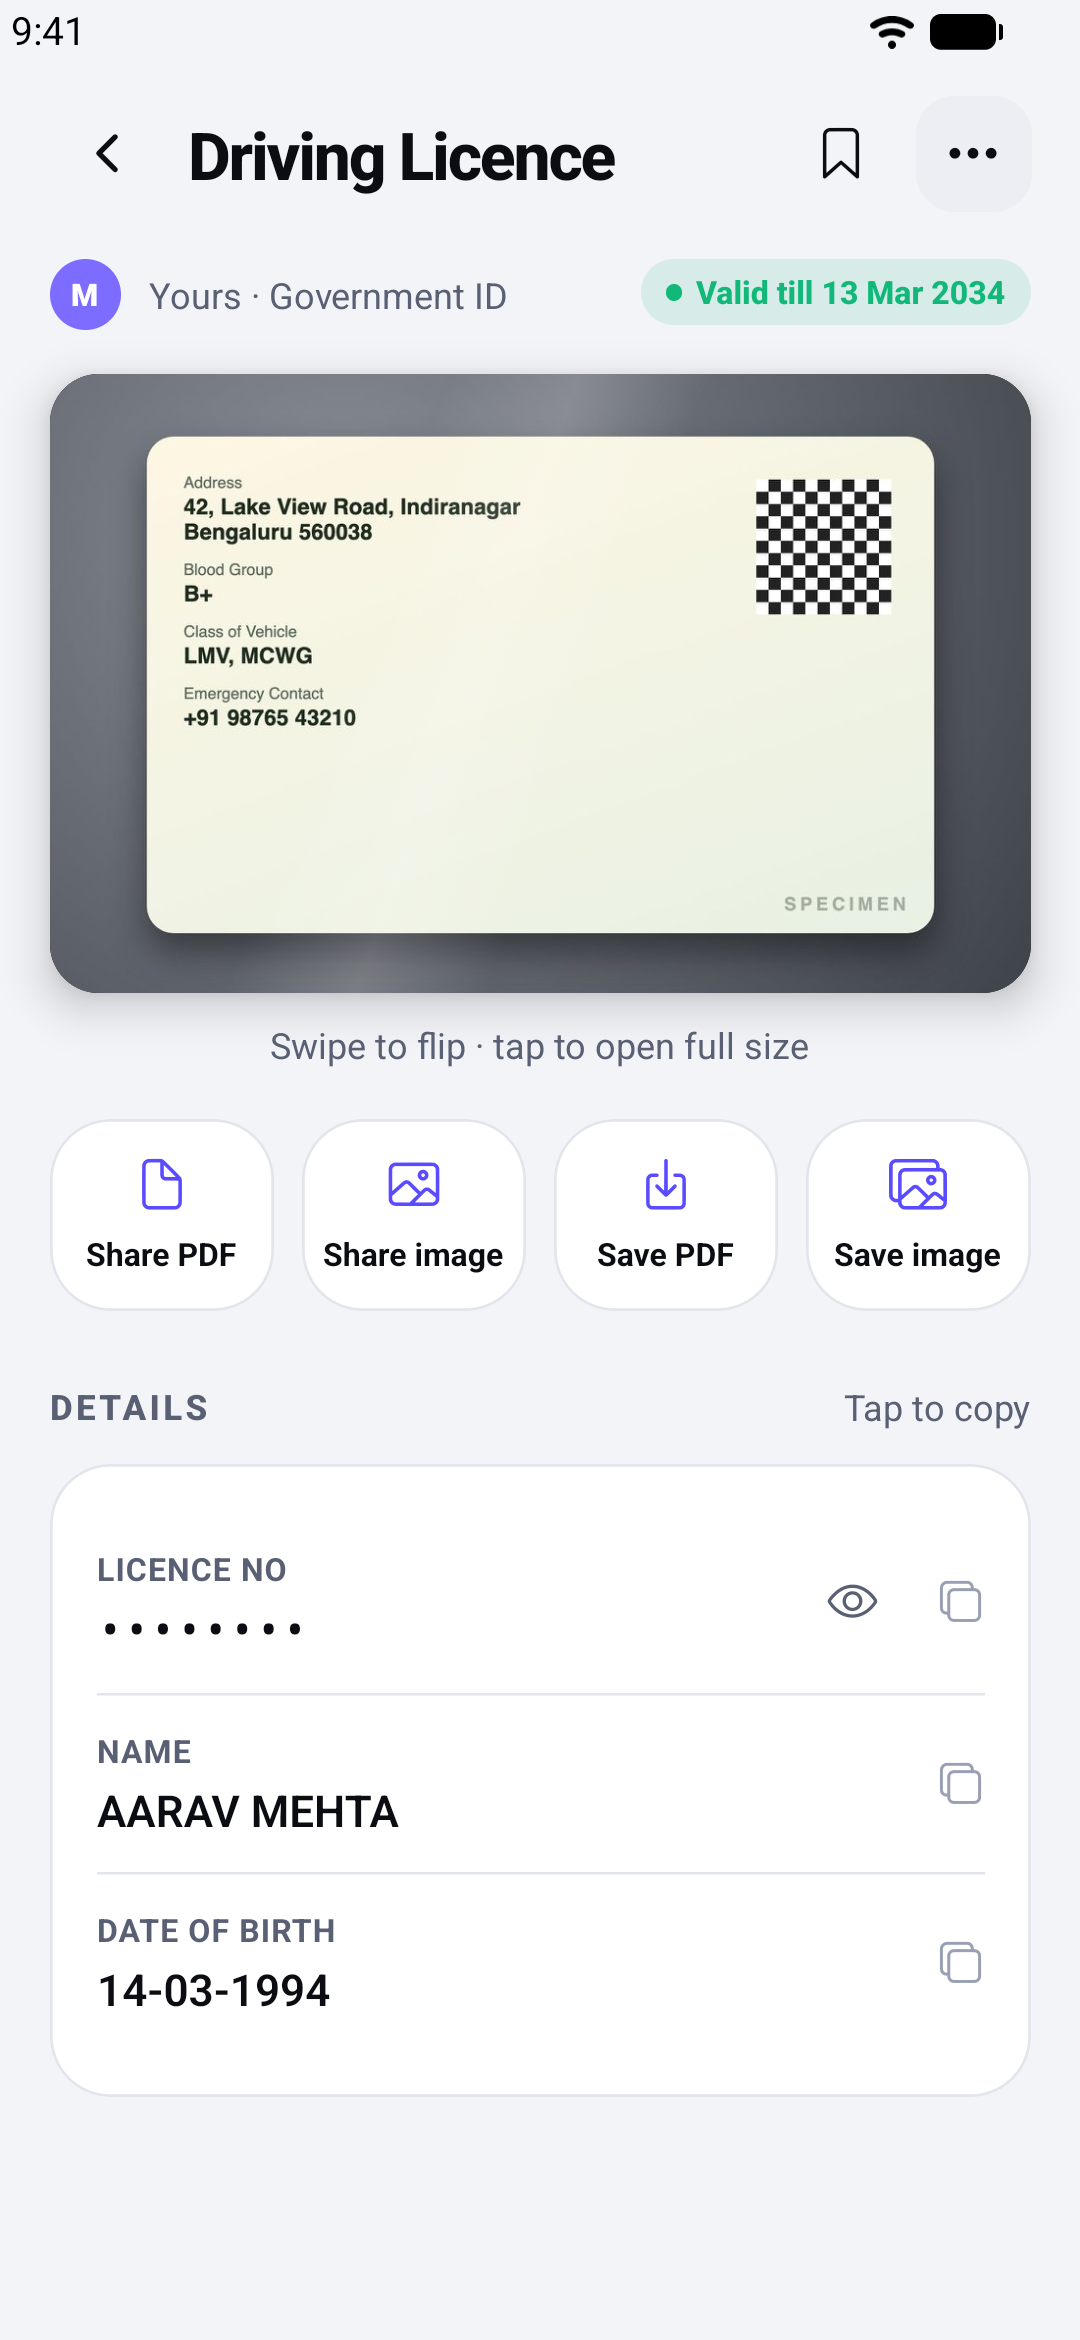 9:41
Driving Licence
M
Yours · Government ID
Valid till 13 Mar 2034
Address
42, Lake View Road, Indiranagar
Bengaluru 560038
Blood Group
B+
Class of Vehicle
LMV, MCWG
Emergency Contact
+91 98765 43210
SPECIMEN
Swipe to flip · tap to open full size
Share PDF
Share image
Save PDF
Save image
DETAILS
Tap to copy
LICENCE NO
••••••••
NAME
AARAV MEHTA
DATE OF BIRTH
14-03-1994